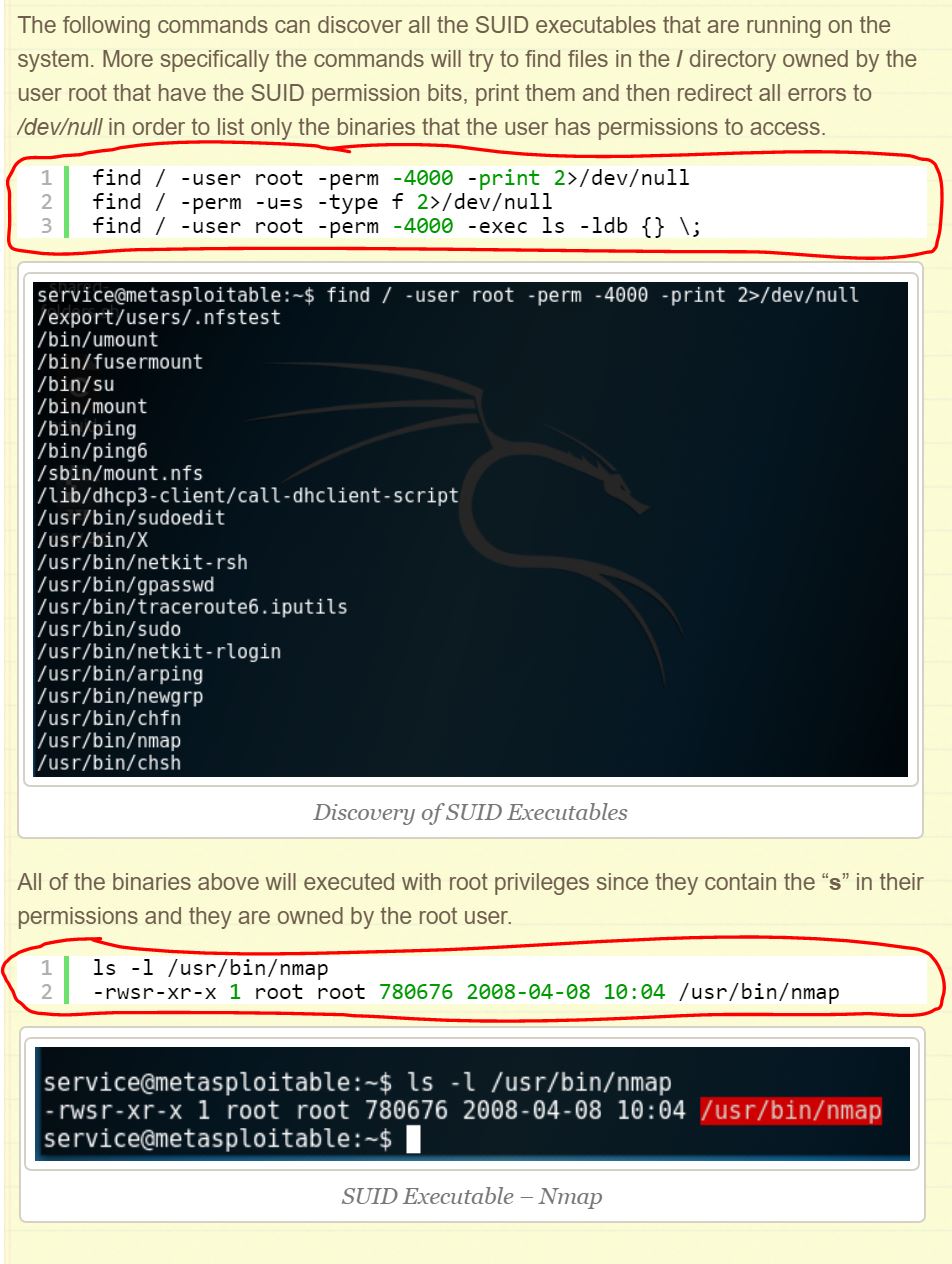 The following commands can discover all the SUID executables that are running on the
system. More specifically the commands will try to find files in the / directory owned by the
user root that have the SUID permission bits, print them and then redirect all errors to
/dev/null in order to list only the binaries that the user has permissions to access.
1 find / -user root -perm -4000 -print 2>/dev/null
2 find / -perm -u=s -type f 2>/dev/null
3 find / -user root -perm -4000 -exec ls -ldb {} \;
service@metasploitable:~$ find / -user root -perm -4000 -print 2>/dev/null
/export/users/.nfstest
/bin/umount
/bin/fusermount
/bin/su
/bin/mount
/bin/ping
/bin/ping6
/sbin/mount.nfs
/lib/dhcp3-client/call-dhclient-script
/usr/bin/sudoedit
/usr/bin/X
/usr/bin/netkit-rsh
/usr/bin/gpasswd
/usr/bin/traceroute6.iputils
/usr/bin/sudo
/usr/bin/netkit-rlogin
/usr/bin/arping
/usr/bin/newgrp
/usr/bin/chfn
/usr/bin/nmap
/usr/bin/chsh
Discovery of SUID Executables
All of the binaries above will executed with root privileges since they contain the “s” in their
permissions and they are owned by the root user.
1 ls -l /usr/bin/nmap
2 -rwsr-xr-x 1 root root 780676 2008-04-08 10:04 /usr/bin/nmap
service@metasploitable:~$ ls -l /usr/bin/nmap
-rwsr-xr-x 1 root root 780676 2008-04-08 10:04 /usr/bin/nmap
service@metasploitable:~$
SUID Executable – Nmap